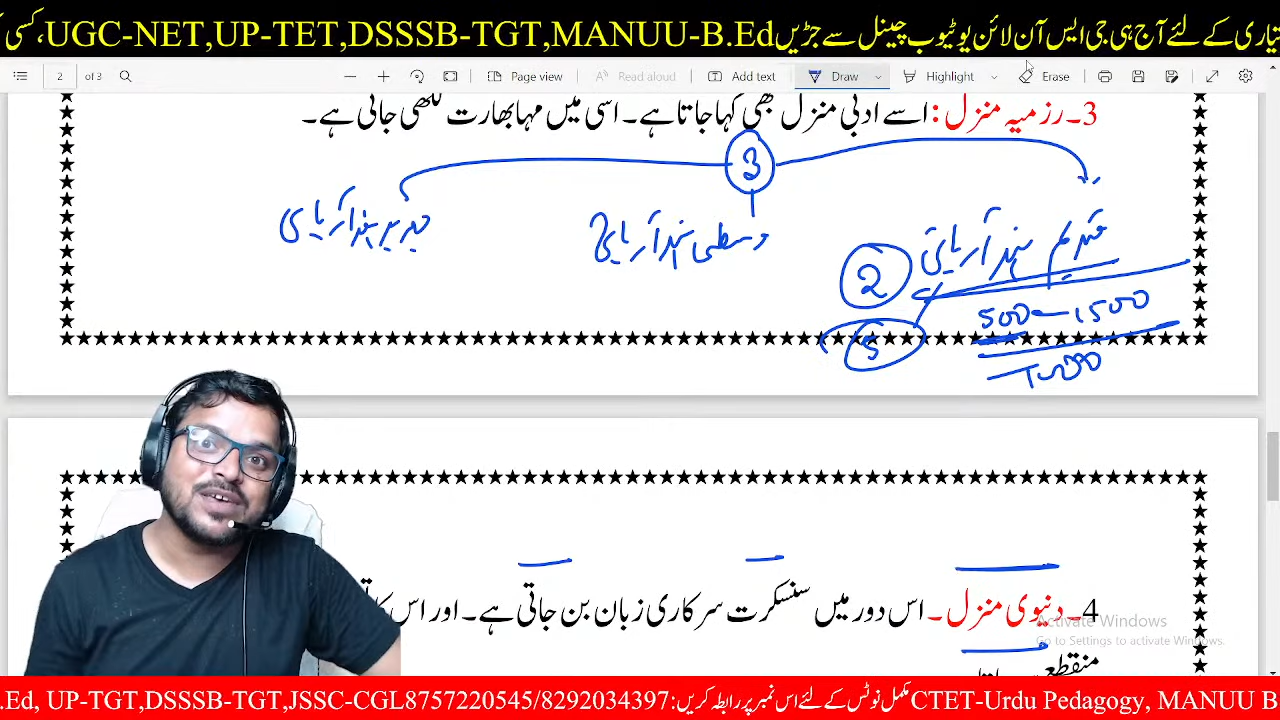 تیاری کے لئے آج ہی جی ایس آن لائن یوٹیوب چینل سے جڑیں UGC-NET,UP-TET,DSSSB-TGT,MANUU-B.Ed، کسی
2 of 3 Page view Read aloud Add text Draw Highlight Erase
3۔ رزمیہ منزل : اسے ادبی منزل بھی کہا جاتا ہے۔ اسی میں مہابھارت لکھی جاتی ہے۔
3
قدیم ہند آریائی وسطی ہند آریائی جدید ہند آریائی
2
500 – 1500
5
4۔ دنیوی منزل ۔ اس دور میں سنسکرت سرکاری زبان بن جاتی ہے۔ اور اس کا
Activate Windows
Go to Settings to activate Windows.
منقطع
.Ed, UP-TGT,DSSSB-TGT,JSSC-CGL8757220545/8292034397: مکمل نوٹس کے لئے اس نمبر پر رابطہ کریں CTET-Urdu Pedagogy, MANUU B